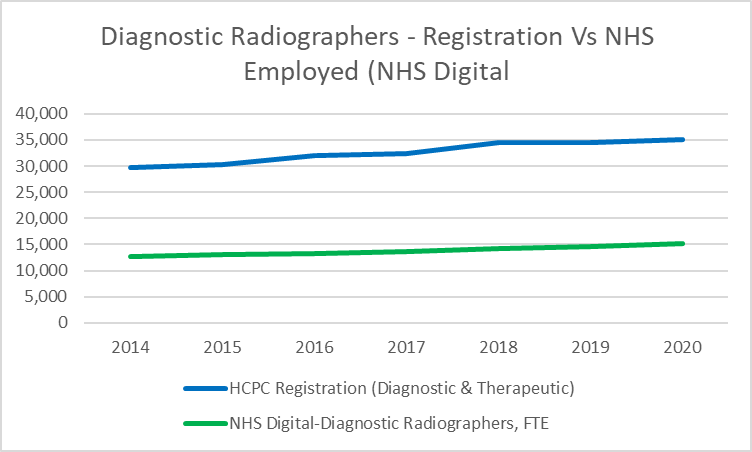 Diagnostic Radiographers - Registration Vs NHS
Employed (NHS Digital
40,000
35,000
30,000
25,000
20,000
15,000
10,000
5,000
0
2014 2015 2016 2017 2018 2019 2020
HCPC Registration (Diagnostic & Therapeutic)
NHS Digital-Diagnostic Radiographers, FTE